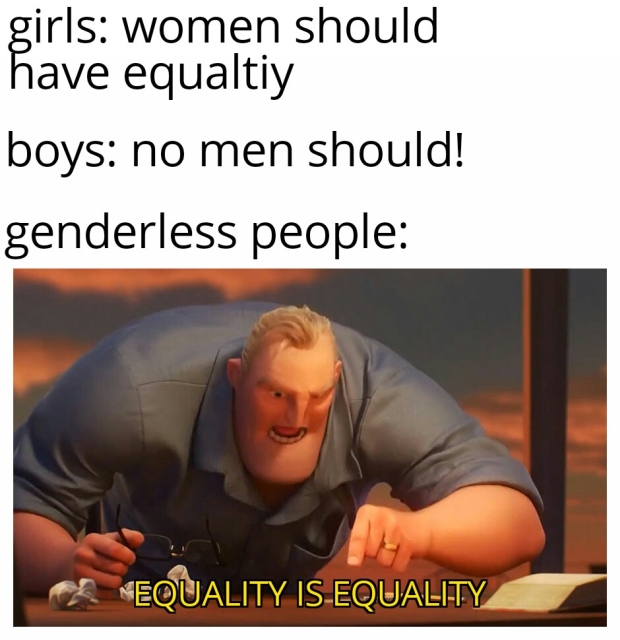 girls: women should
have equaltiy
boys: no men should!
genderless people:
EQUALITY IS EQUALITY